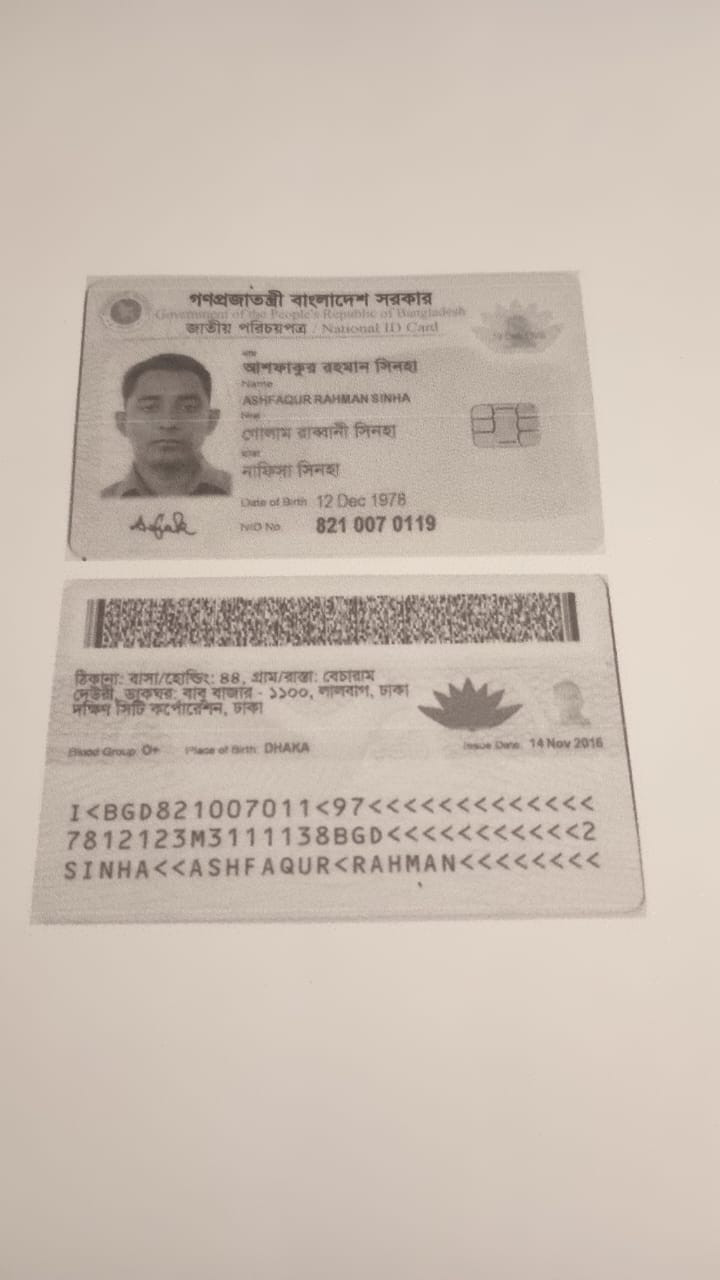 গণপ্রজাতন্ত্রী বাংলাদেশ সরকার
Government of the People's Republic of Bangladesh
জাতীয় পরিচয়পত্র / National ID Card
নাম
আশফাকুর রহমান সিনহা
Name
ASHFAQUR RAHMAN SINHA
পিতা
গোলাম রাব্বানী সিনহা
মাতা
নাফিসা সিনহা
Date of Birth 12 Dec 1978
NID No. 821 007 0119
ঠিকানা: বাসা/হোল্ডিং: ৪৪, গ্রাম/রাস্তা: বেচারাম
দেউরী, ডাকঘর: বাবু বাজার - ১১০০, লালবাগ, ঢাকা
দক্ষিণ সিটি কর্পোরেশন, ঢাকা
Blood Group: O+ Place of Birth: DHAKA Issue Date: 14 Nov 2016
I<BGD821007011<97<<<<<<<<<<<<<
7812123M3111138BGD<<<<<<<<<<<2
SINHA<<ASHFAQUR<RAHMAN<<<<<<<<